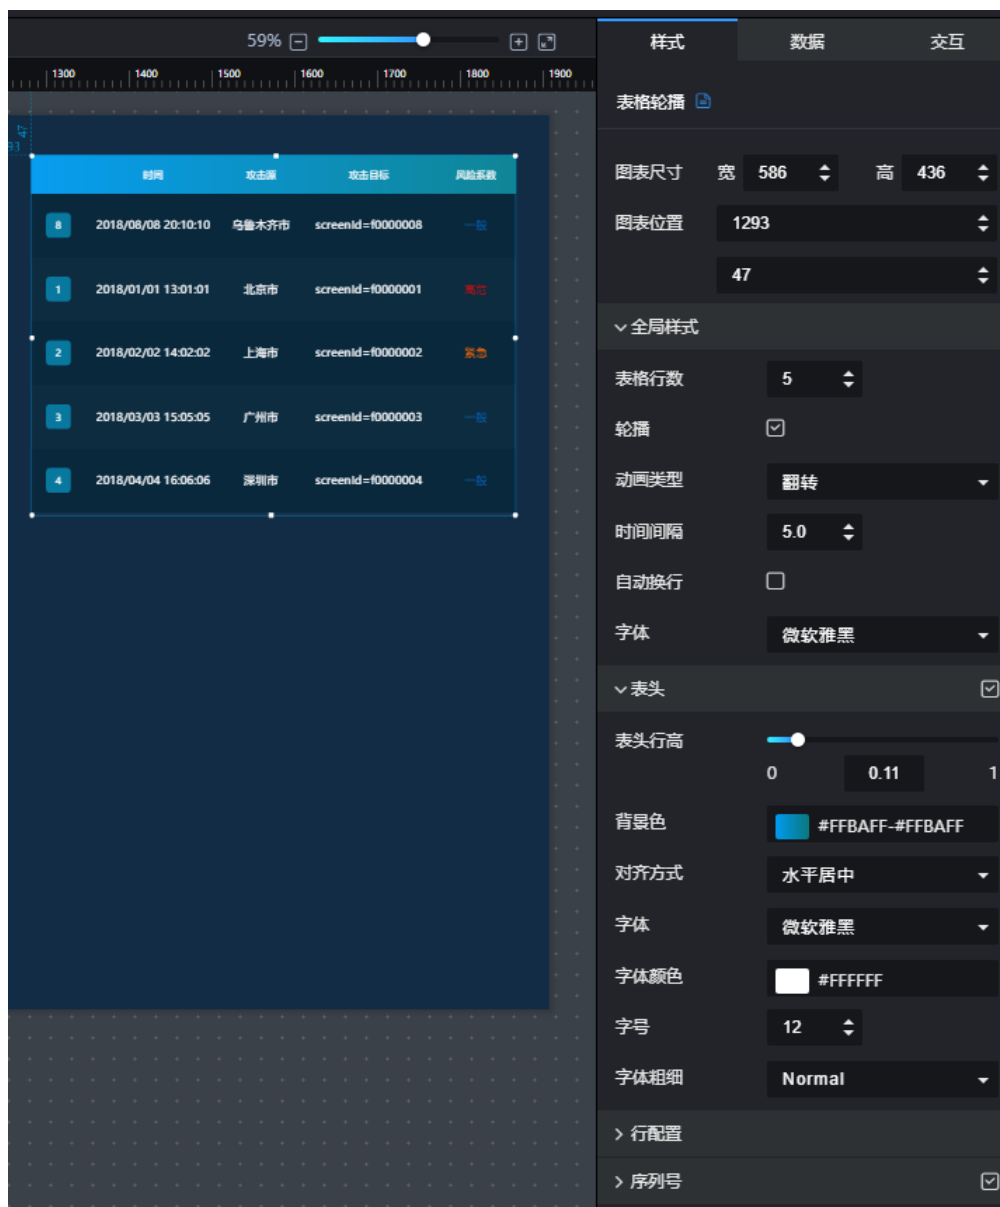 59%
样式 数据 交互
1300 1400 1500 1600 1700 1800 1900
47
93
时间 攻击源 攻击目标 风险系数
8 2018/08/08 20:10:10 乌鲁木齐市 screenId=f0000008 一般
1 2018/01/01 13:01:01 北京市 screenId=f0000001 高危
2 2018/02/02 14:02:02 上海市 screenId=f0000002 紧急
3 2018/03/03 15:05:05 广州市 screenId=f0000003 一般
4 2018/04/04 16:06:06 深圳市 screenId=f0000004 一般
表格轮播
图表尺寸 宽 586 高 436
图表位置 1293
47
全局样式
表格行数 5
轮播
动画类型 翻转
时间间隔 5.0
自动换行
字体 微软雅黑
表头
表头行高
0 0.11 1
背景色 #FFBAFF-#FFBAFF
对齐方式 水平居中
字体 微软雅黑
字体颜色 #FFFFFF
字号 12
字体粗细 Normal
行配置
序列号